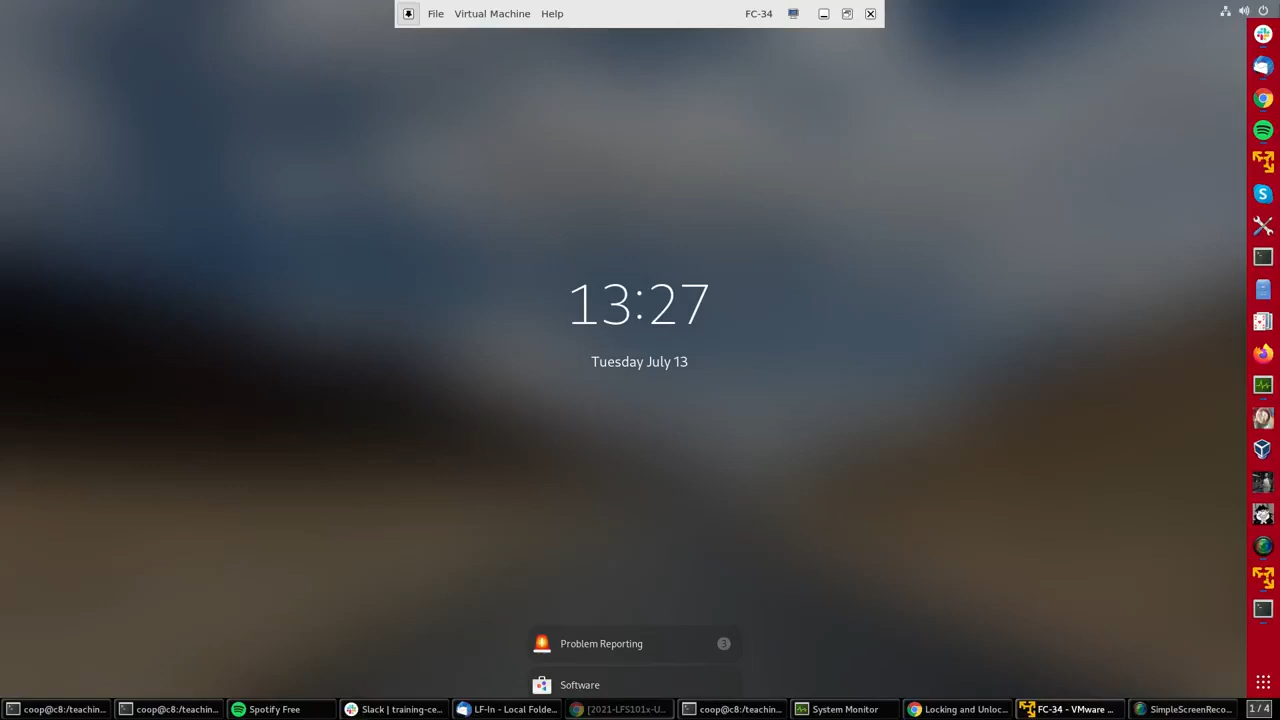 File Virtual Machine Help FC-34
13:27
Tuesday July 13
Problem Reporting 3
Software
coop@c8:/teachin... coop@c8:/teachin... Spotify Free Slack | training-ce... LF-In - Local Folde... [2021-LFS101x-U... coop@c8:/teachin... System Monitor Locking and Unloc... FC-34 - VMware ... SimpleScreenReco... 1 / 4